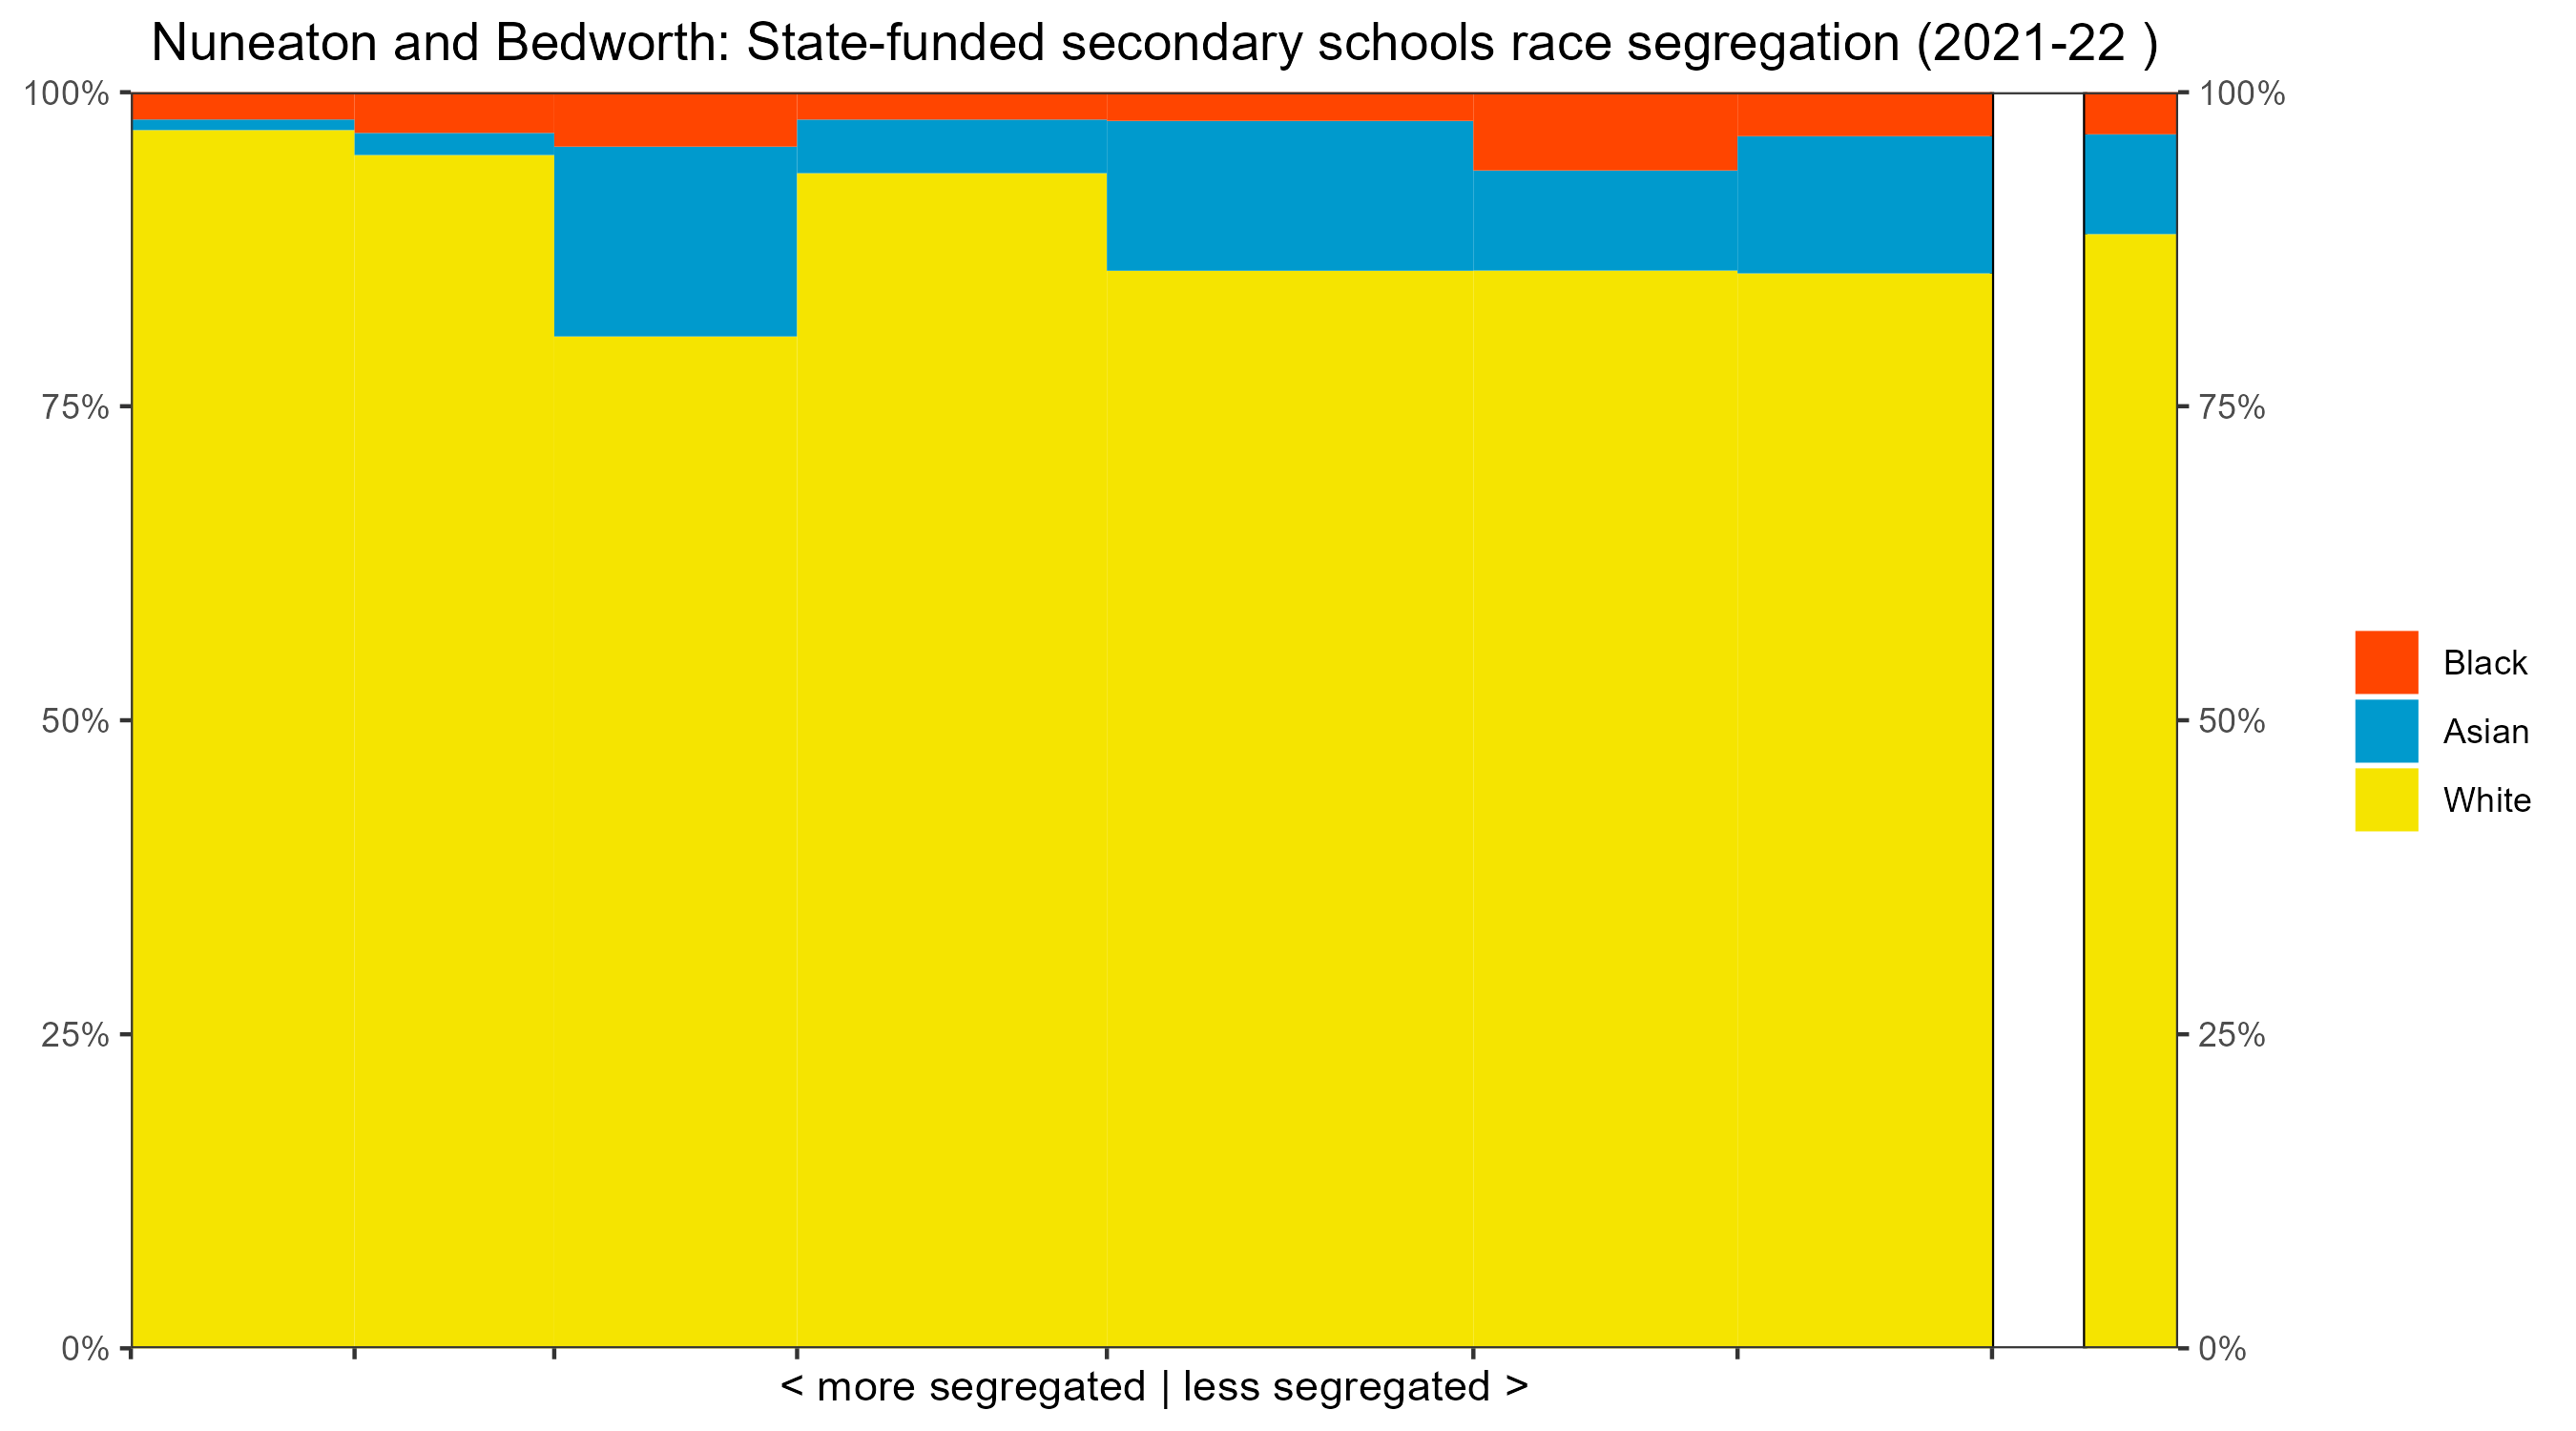 Nuneaton and Bedworth: State-funded secondary schools race segregation (2021-22 )
100%
75%
50%
25%
0%
100%
75%
50%
25%
0%
Black
Asian
White
< more segregated | less segregated >